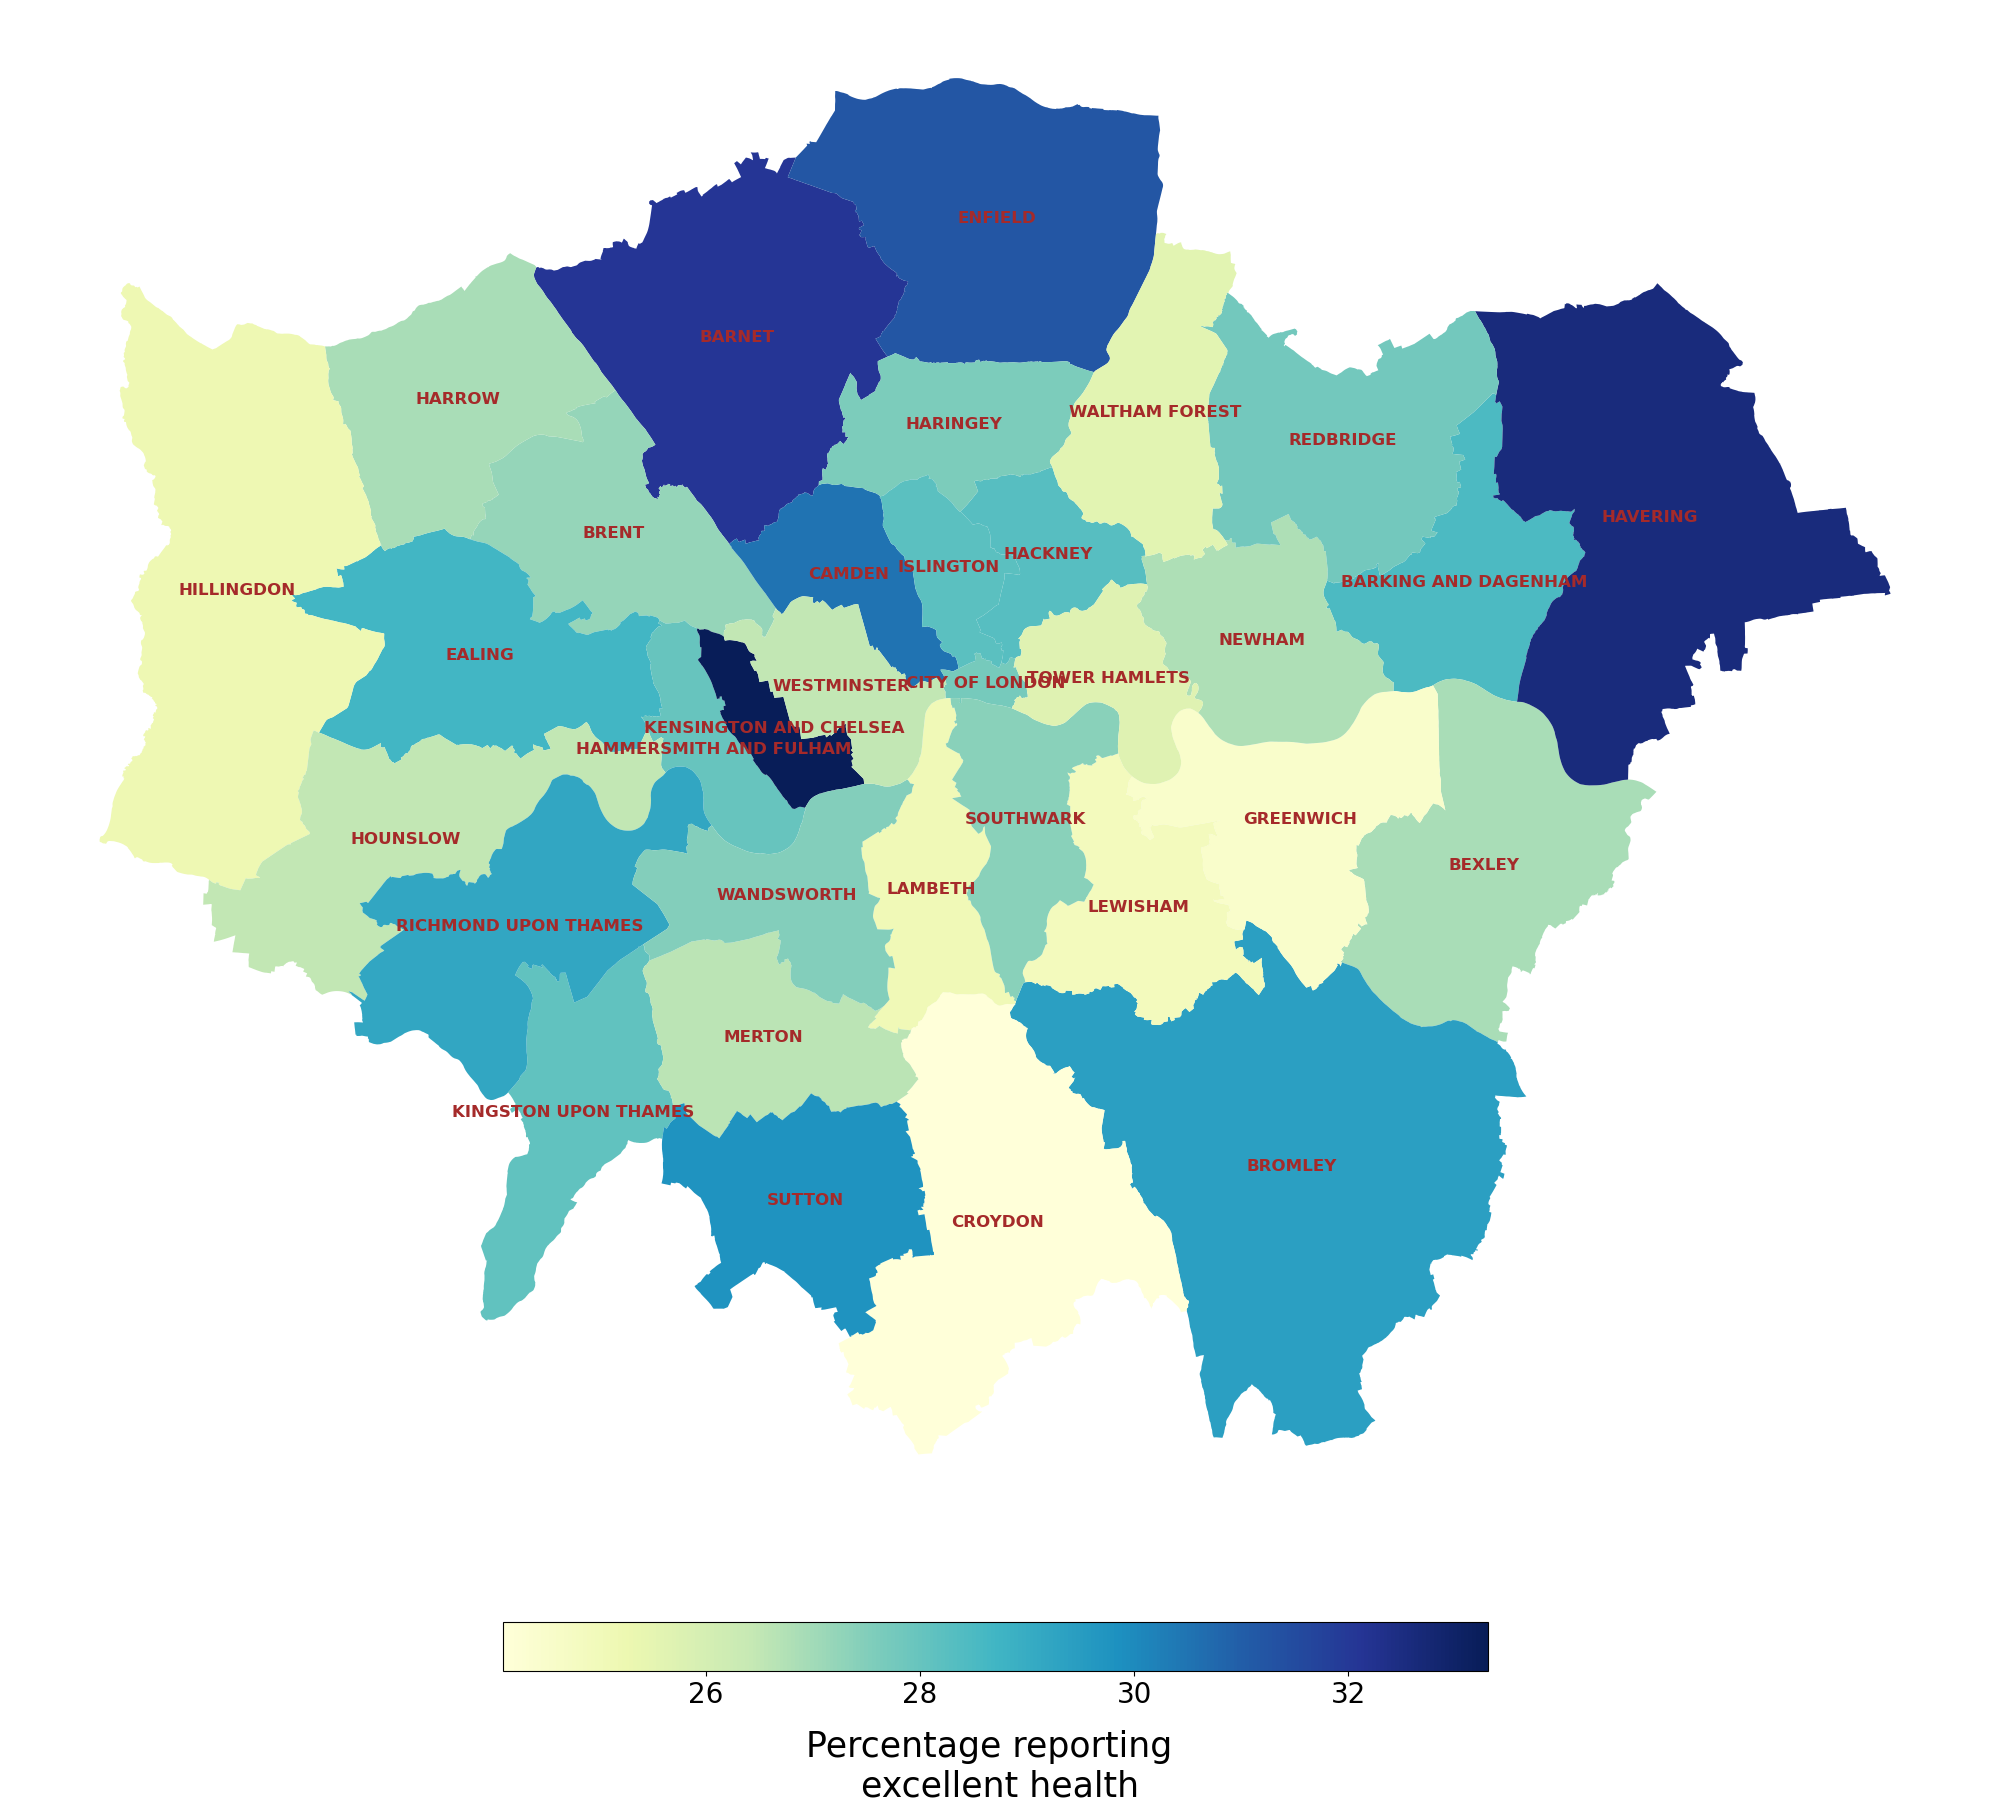 ENFIELD
BARNET
HARROW
WALTHAM FOREST
HARINGEY
REDBRIDGE
HAVERING
BRENT
HACKNEY
ISLINGTON
CAMDEN
BARKING AND DAGENHAM
HILLINGDON
NEWHAM
EALING
TOWER HAMLETS
CITY OF LONDON
WESTMINSTER
KENSINGTON AND CHELSEA
HAMMERSMITH AND FULHAM
SOUTHWARK
GREENWICH
HOUNSLOW
BEXLEY
LAMBETH
WANDSWORTH
LEWISHAM
RICHMOND UPON THAMES
MERTON
KINGSTON UPON THAMES
BROMLEY
SUTTON
CROYDON
26 28 30 32
Percentage reporting
excellent health